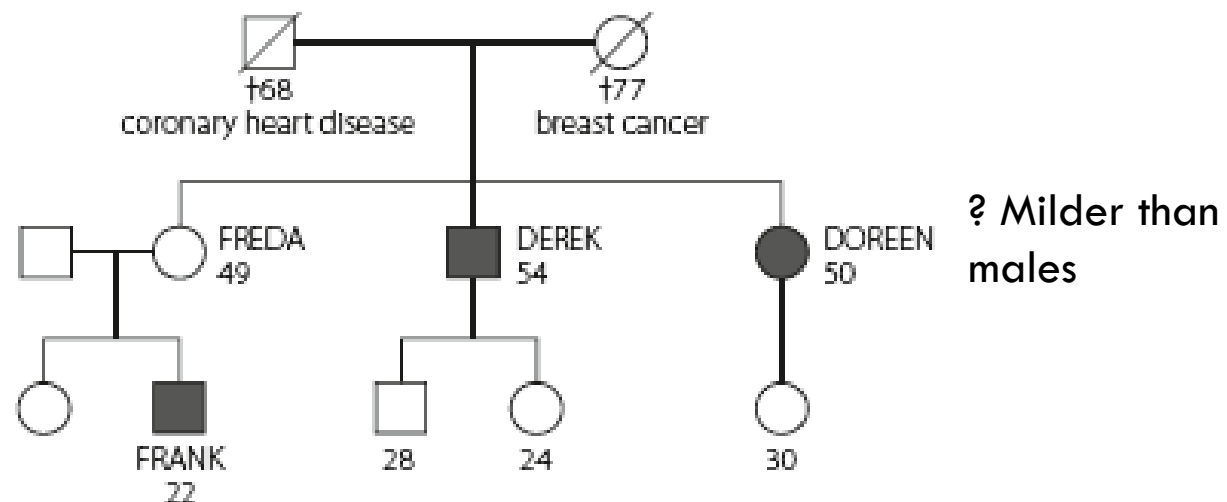 †68
coronary heart disease
†77
breast cancer
FREDA
49
DEREK
54
DOREEN
50
? Milder than
males
FRANK
22
28
24
30